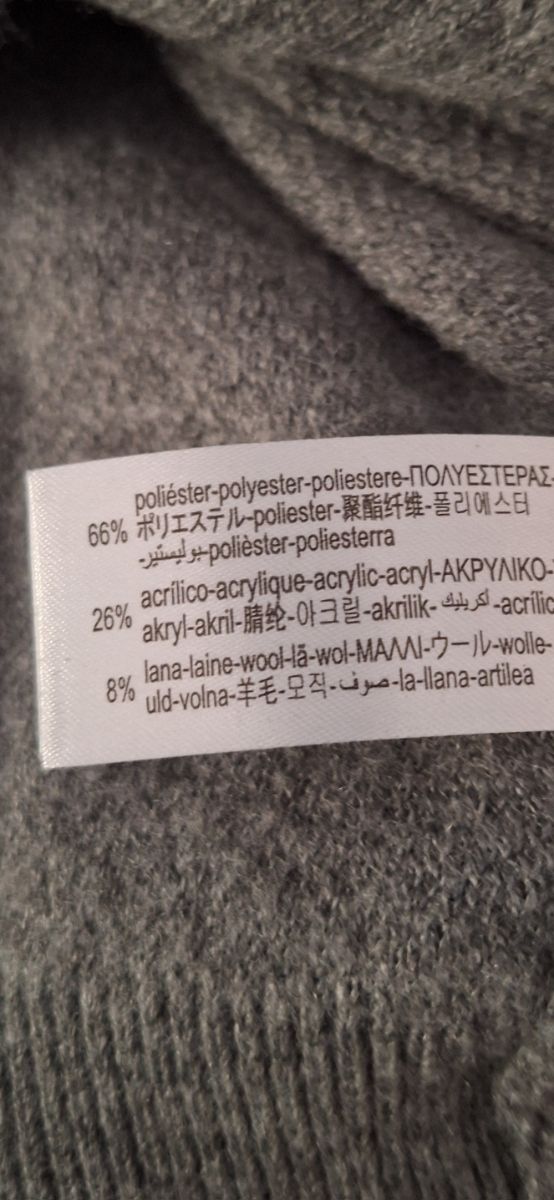 66% poliéster-polyester-poliestere-ΠΟΛΥΕΣΤΕΡΑΣ-
ポリエステル-poliester-聚酯纤维-폴리에스터
-بوليستير-polièster-poliesterra
26% acrílico-acrylique-acrylic-acryl-ΑΚΡΥΛΙΚΟ-
akryl-akril-腈纶-아크릴-akrilik-أكريليك-acrílic
8% lana-laine-wool-lã-wol-ΜΑΛΛΙ-ウール-wolle-
uld-volna-羊毛-모직-صوف-la-llana-artilea